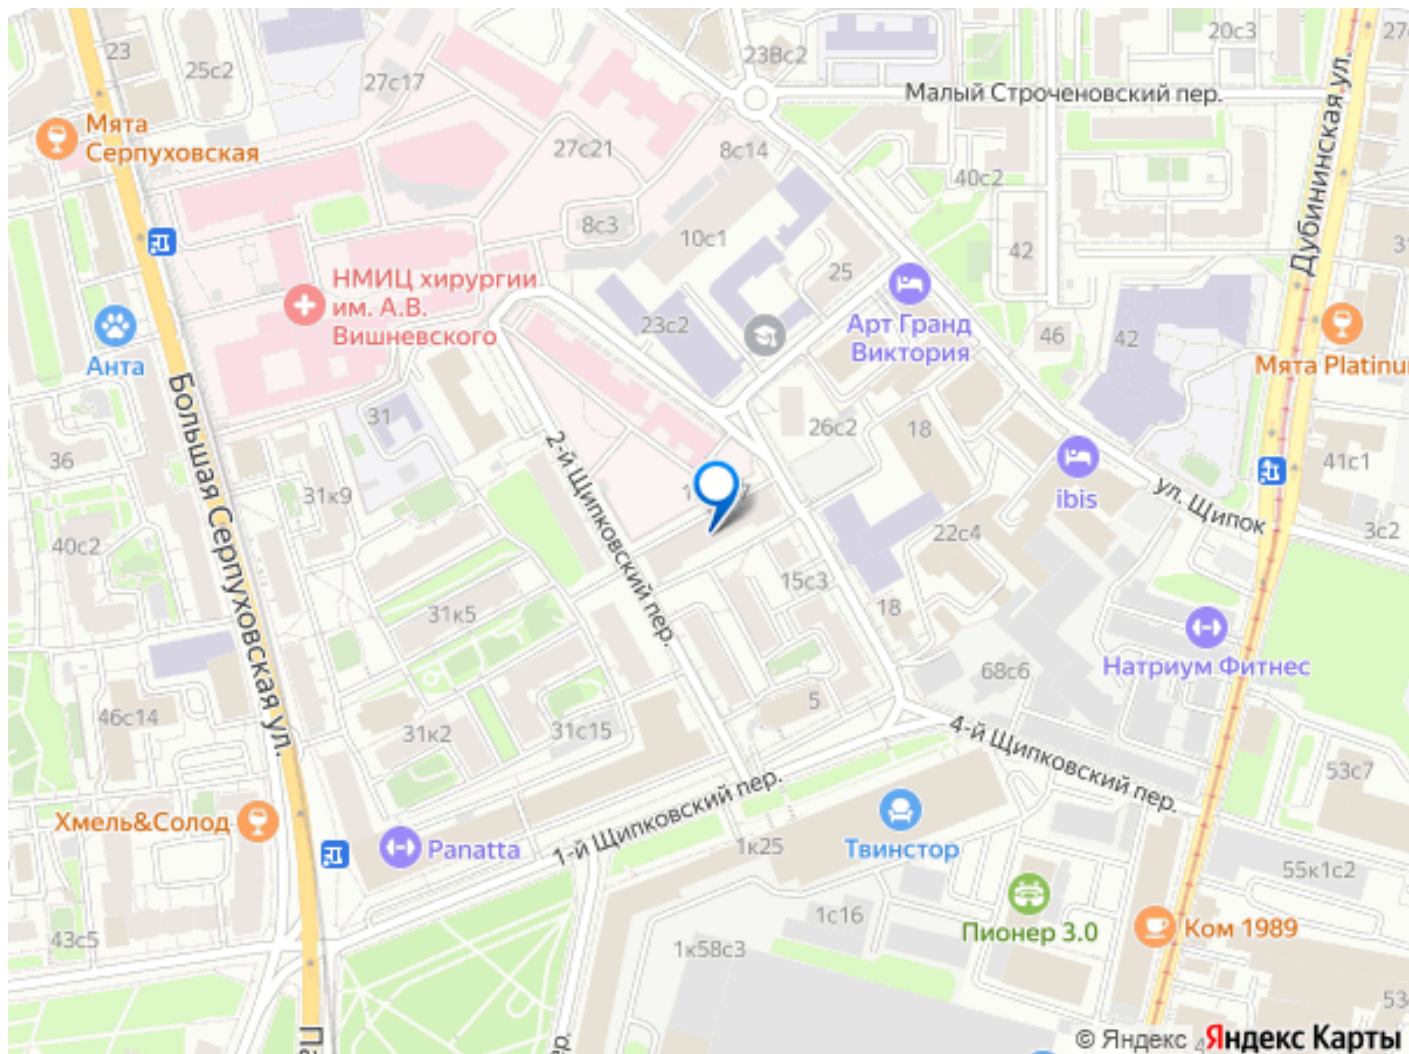 23
25с2
27с17
23Вс2
20с3
Малый Строченовский пер.
Мята
Серпуховская
27с21
8с14
40с2
Дубининская ул.
8с3
10с1
25
42
НМИЦ хирургии
им. А.В.
Вишневского
23с2
Арт Гранд
Виктория
46
42
Мята Platinu
Анта
Большая Серпуховская ул.
31
36
31к9
2-й Щипковский пер.
26с2
18
ibis
ул. Щипок
41с1
3с2
40с2
22с4
15с3
18
31к5
Натриум Фитнес
68с6
46с14
31к2
31с15
5
4-й Щипковский пер.
53с7
Хмель&Солод
Panatta
1-й Щипковский пер.
1к25
Твинстор
55к1с2
1с16
Пионер 3.0
Ком 1989
43с5
1к58с3
53
© Яндекс
Яндекс Карты